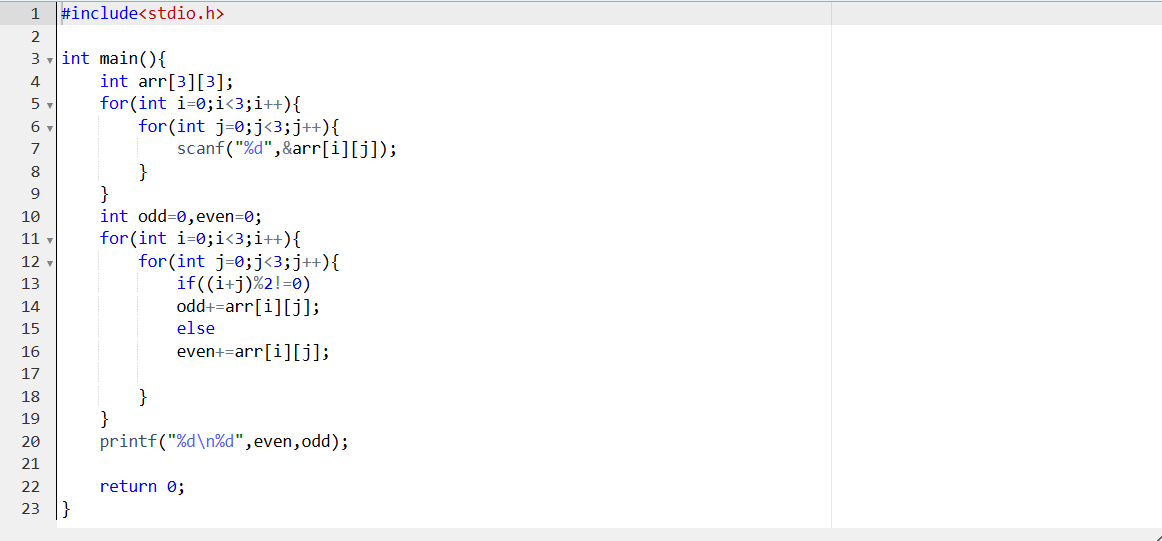 1 #include<stdio.h>
2
3 int main(){
4     int arr[3][3];
5     for(int i=0;i<3;i++){
6         for(int j=0;j<3;j++){
7             scanf("%d",&arr[i][j]);
8         }
9     }
10     int odd=0,even=0;
11     for(int i=0;i<3;i++){
12         for(int j=0;j<3;j++){
13             if((i+j)%2!=0)
14             odd+=arr[i][j];
15             else
16             even+=arr[i][j];
17
18         }
19     }
20     printf("%d\n%d",even,odd);
21
22     return 0;
23 }